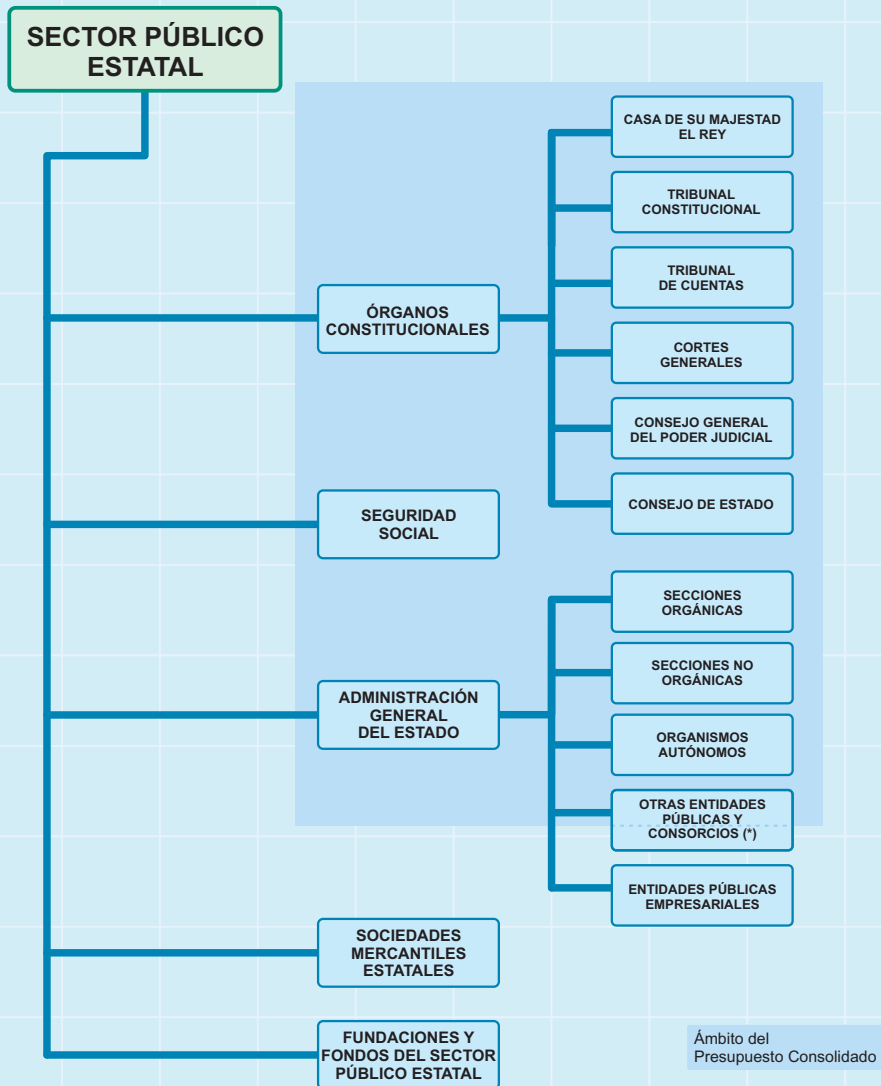 SECTOR PÚBLICO
ESTATAL
CASA DE SU MAJESTAD
EL REY
TRIBUNAL
CONSTITUCIONAL
TRIBUNAL
DE CUENTAS
ÓRGANOS
CONSTITUCIONALES
CORTES
GENERALES
CONSEJO GENERAL
DEL PODER JUDICIAL
CONSEJO DE ESTADO
SEGURIDAD
SOCIAL
SECCIONES
ORGÁNICAS
SECCIONES NO
ORGÁNICAS
ADMINISTRACIÓN
GENERAL
DEL ESTADO
ORGANISMOS
AUTÓNOMOS
OTRAS ENTIDADES
PÚBLICAS Y
CONSORCIOS (*)
ENTIDADES PÚBLICAS
EMPRESARIALES
SOCIEDADES
MERCANTILES
ESTATALES
FUNDACIONES Y
FONDOS DEL SECTOR
PÚBLICO ESTATAL
Ámbito del
Presupuesto Consolidado